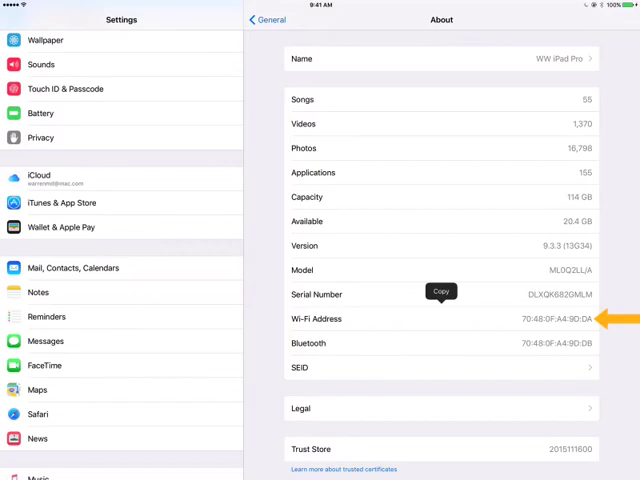 9:41 AM
100%
Settings
General
About
Wallpaper
Sounds
Touch ID & Passcode
Battery
Privacy
iCloud
warrenmd@mac.com
iTunes & App Store
Wallet & Apple Pay
Mail, Contacts, Calendars
Notes
Reminders
Messages
FaceTime
Maps
Safari
News
Music
Name WW iPad Pro
Songs 55
Videos 1,370
Photos 16,798
Applications 155
Capacity 114 GB
Available 20.4 GB
Version 9.3.3 (13G34)
Model ML0Q2LL/A
Serial Number DLXQK682GMLM
Copy
Wi-Fi Address 70:48:0F:A4:9D:DA
Bluetooth 70:48:0F:A4:9D:DB
SEID
Legal
Trust Store 2015111600
Learn more about trusted certificates